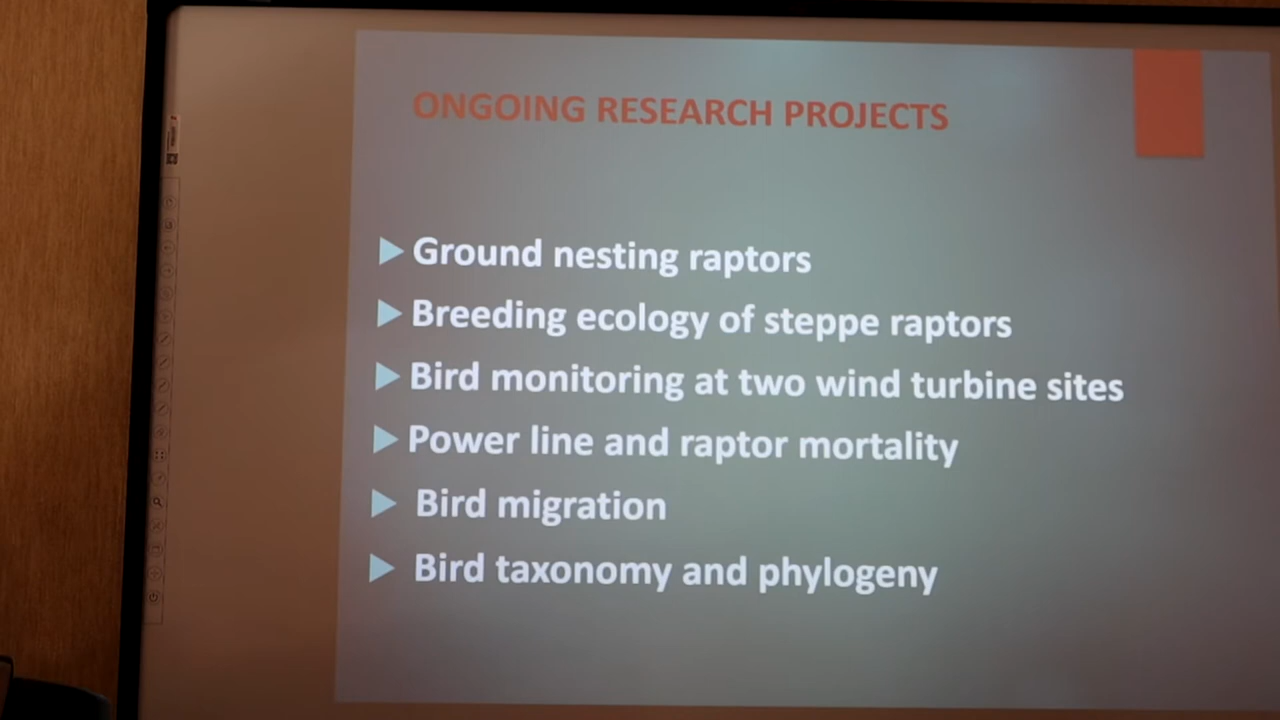 ONGOING RESEARCH PROJECTS
Ground nesting raptors
Breeding ecology of steppe raptors
Bird monitoring at two wind turbine sites
Power line and raptor mortality
Bird migration
Bird taxonomy and phylogeny